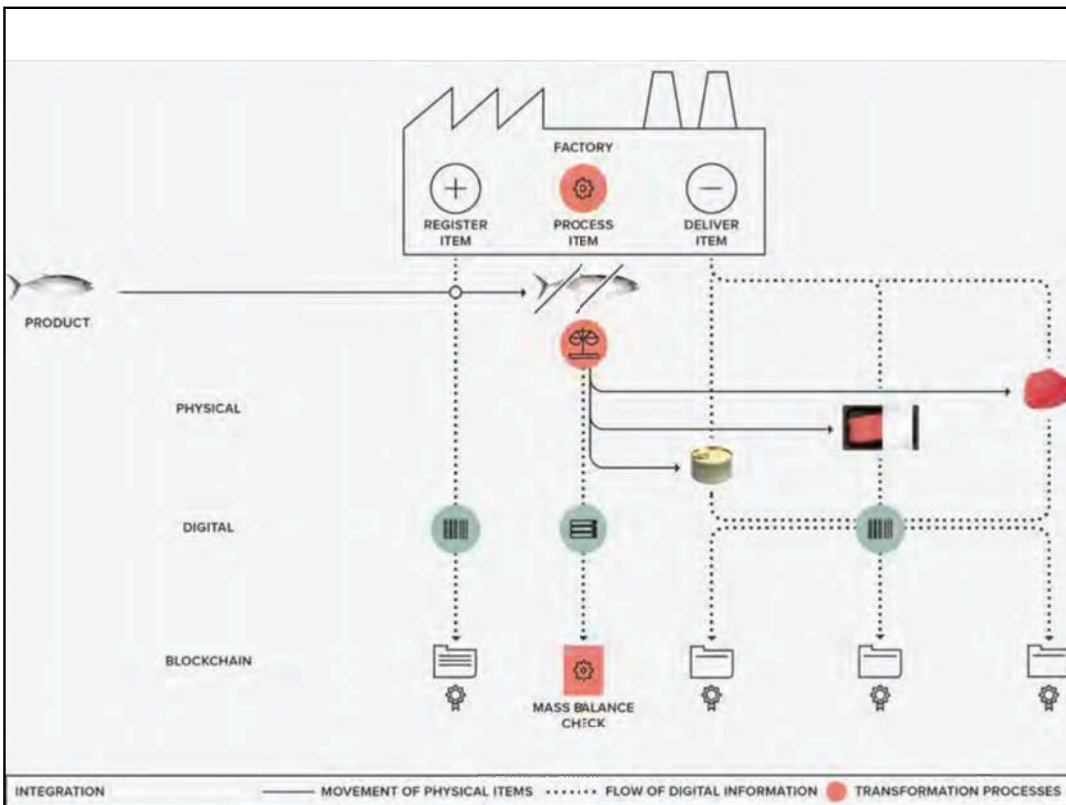 FACTORY
REGISTER
ITEM
PROCESS
ITEM
DELIVER
ITEM
PRODUCT
PHYSICAL
DIGITAL
BLOCKCHAIN
MASS BALANCE
CHECK
INTEGRATION
MOVEMENT OF PHYSICAL ITEMS
FLOW OF DIGITAL INFORMATION
TRANSFORMATION PROCESSES